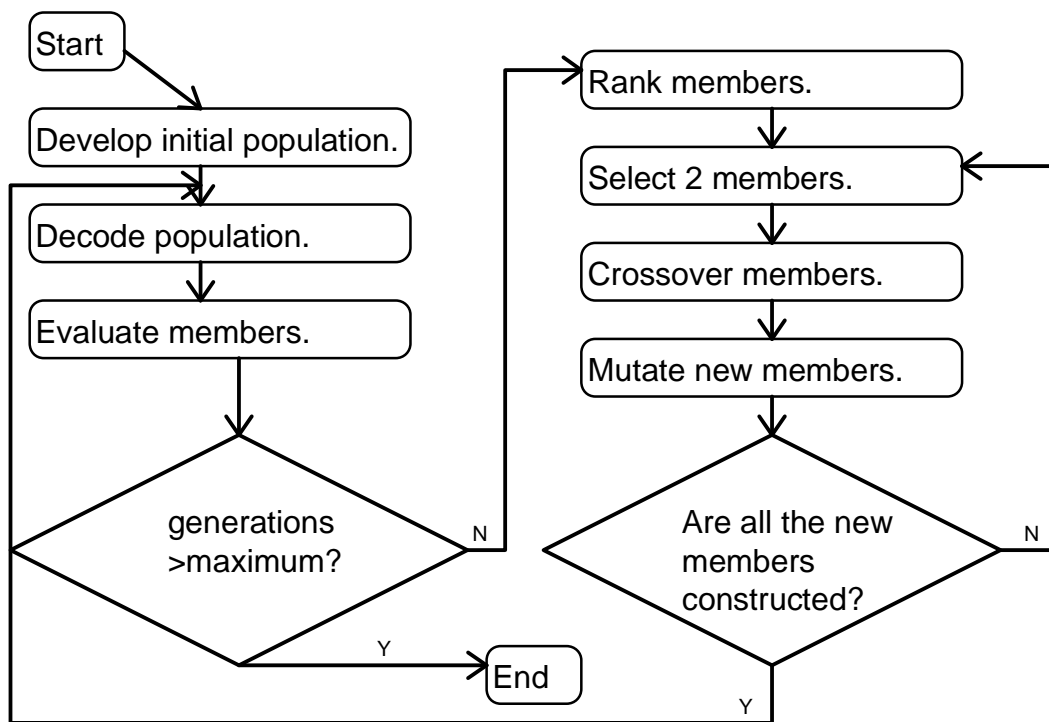 Start
Develop initial population.
Decode population.
Evaluate members.
generations
>maximum?
N
Y
End
Rank members.
Select 2 members.
Crossover members.
Mutate new members.
Are all the new
members
constructed?
N
Y